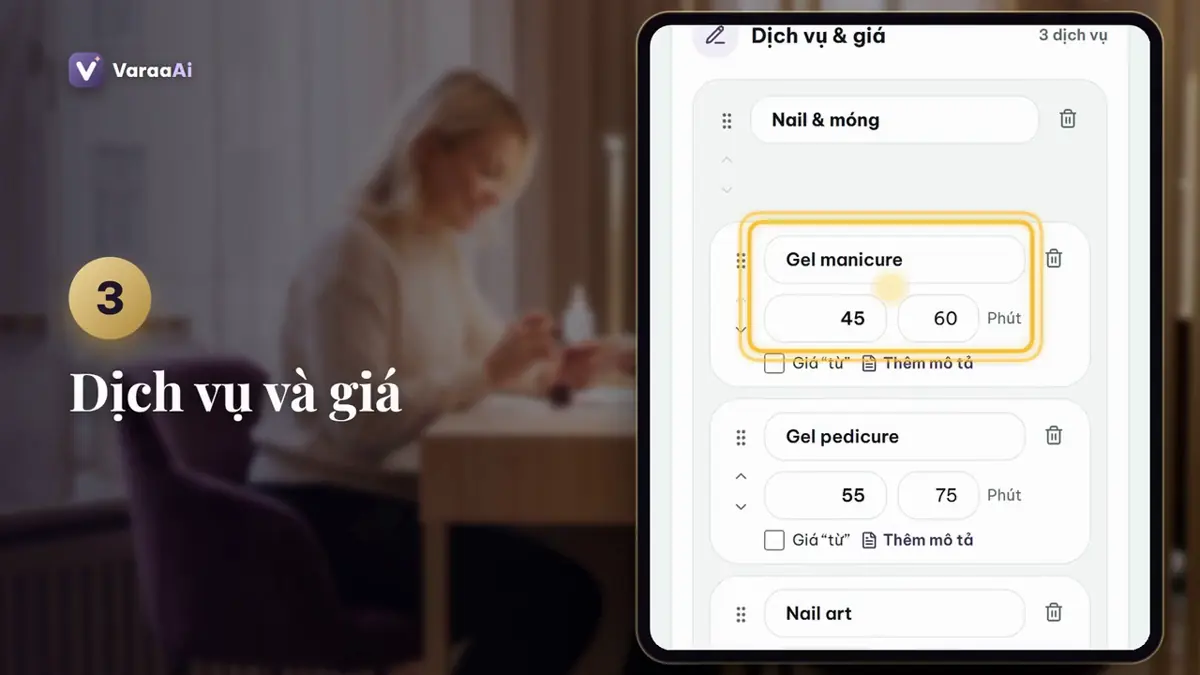 VaraaAi
3
Dịch vụ và giá
Dịch vụ & giá
3 dịch vụ
Nail & móng
Gel manicure
45
60
Phút
Giá “từ”
Thêm mô tả
Gel pedicure
55
75
Phút
Giá “từ”
Thêm mô tả
Nail art